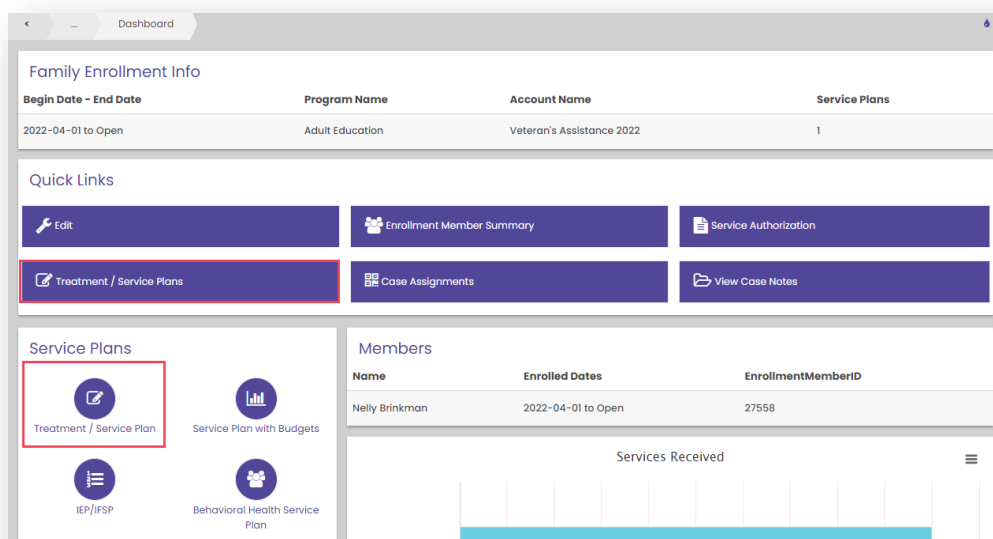 ... Dashboard
Family Enrollment Info
Begin Date - End Date Program Name Account Name Service Plans
2022-04-01 to Open Adult Education Veteran's Assistance 2022 1
Quick Links
Edit Enrollment Member Summary Service Authorization
Treatment / Service Plans Case Assignments View Case Notes
Service Plans
Treatment / Service Plan Service Plan with Budgets
IEP/IFSP Behavioral Health Service
Plan
Members
Name Enrolled Dates EnrollmentMemberID
Nelly Brinkman 2022-04-01 to Open 27558
Services Received